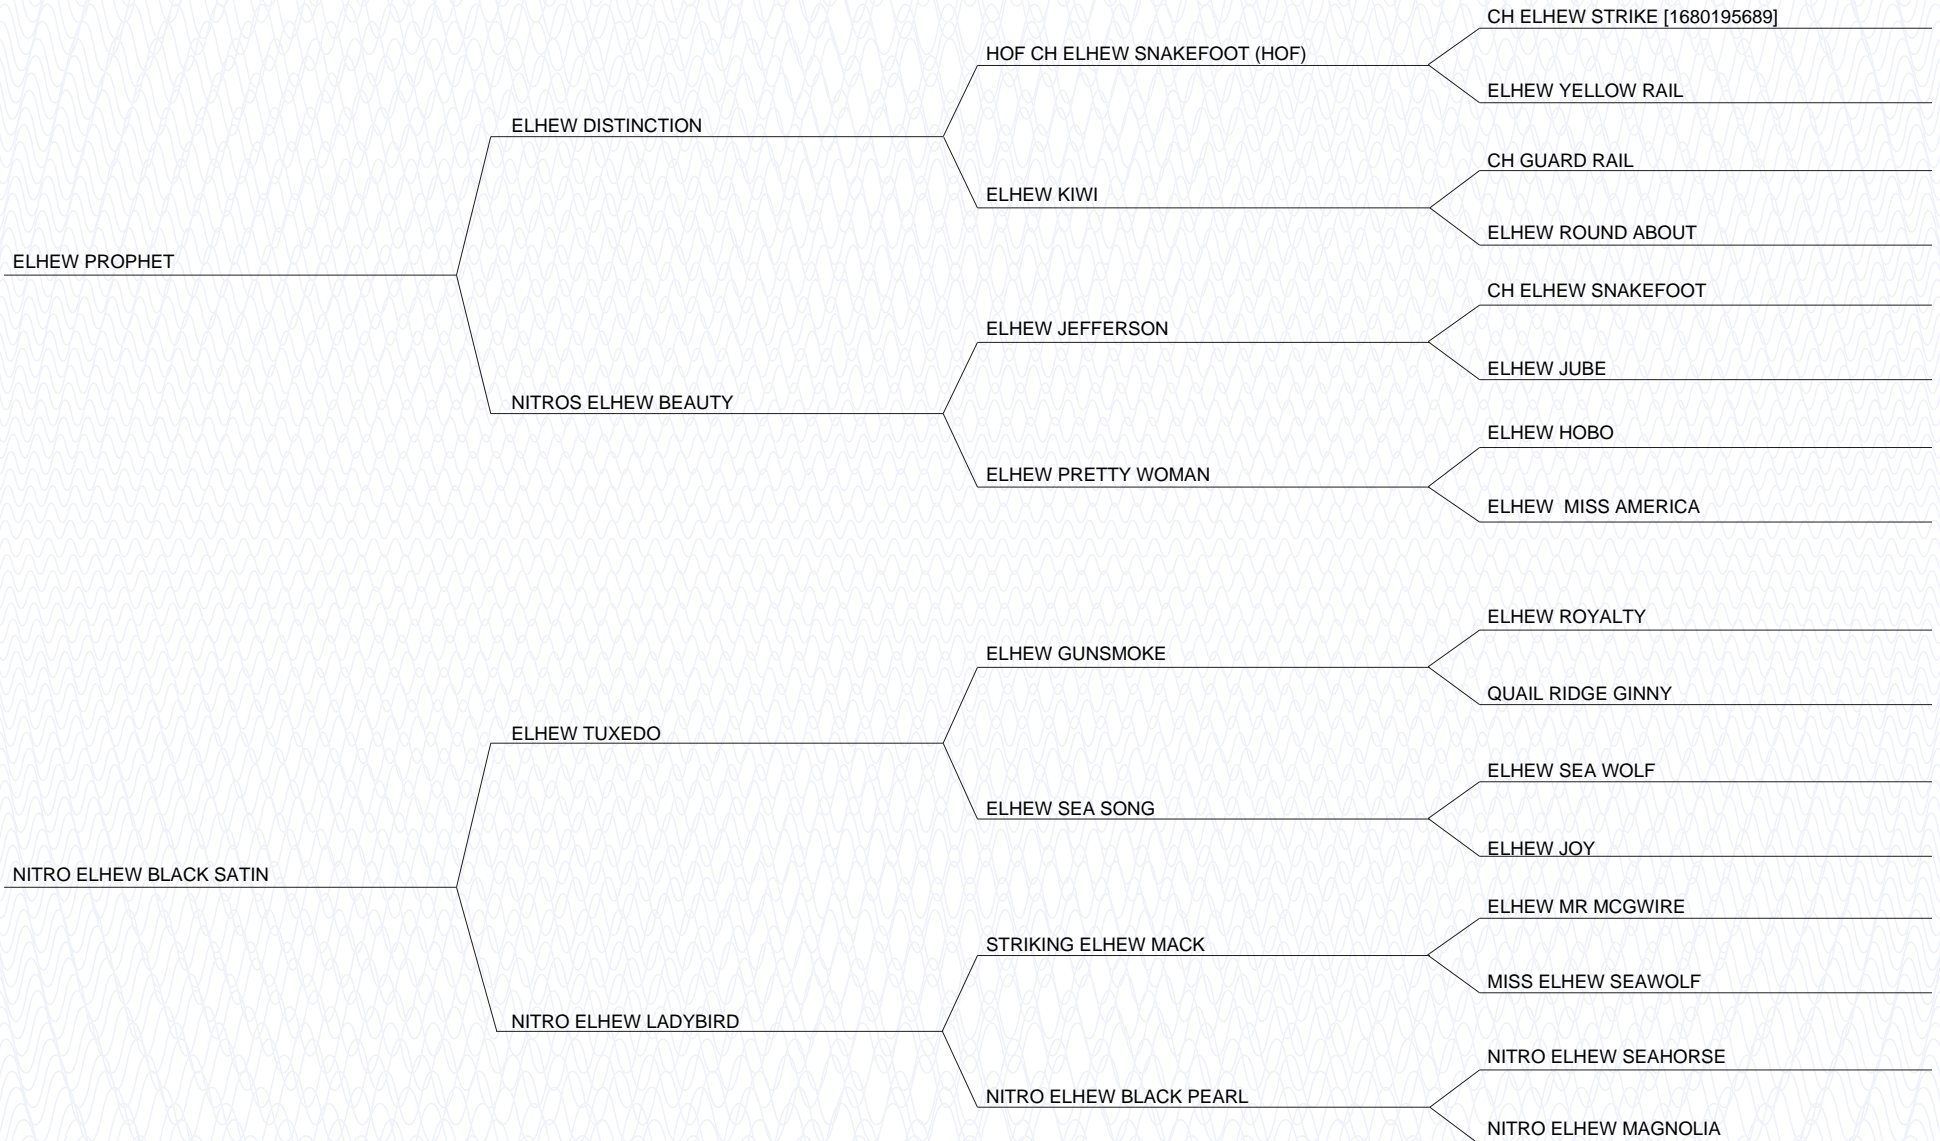 CH ELHEW STRIKE [1680195689]
HOF CH ELHEW SNAKEFOOT (HOF)
ELHEW YELLOW RAIL
ELHEW DISTINCTION
CH GUARD RAIL
ELHEW KIWI
ELHEW ROUND ABOUT
ELHEW PROPHET
CH ELHEW SNAKEFOOT
ELHEW JEFFERSON
ELHEW JUBE
NITROS ELHEW BEAUTY
ELHEW HOBO
ELHEW PRETTY WOMAN
ELHEW  MISS AMERICA
ELHEW ROYALTY
ELHEW GUNSMOKE
QUAIL RIDGE GINNY
ELHEW TUXEDO
ELHEW SEA WOLF
ELHEW SEA SONG
ELHEW JOY
NITRO ELHEW BLACK SATIN
ELHEW MR MCGWIRE
STRIKING ELHEW MACK
MISS ELHEW SEAWOLF
NITRO ELHEW LADYBIRD
NITRO ELHEW SEAHORSE
NITRO ELHEW BLACK PEARL
NITRO ELHEW MAGNOLIA